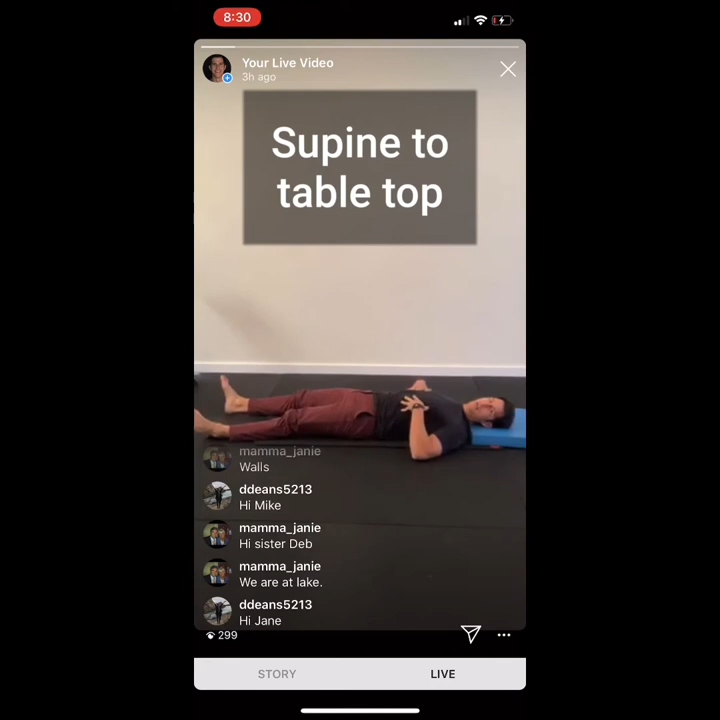 8:30
Your Live Video
3h ago
Supine to
table top
mamma_janie
Walls
ddeans5213
Hi Mike
mamma_janie
Hi sister Deb
mamma_janie
We are at lake.
ddeans5213
Hi Jane
299
STORY
LIVE